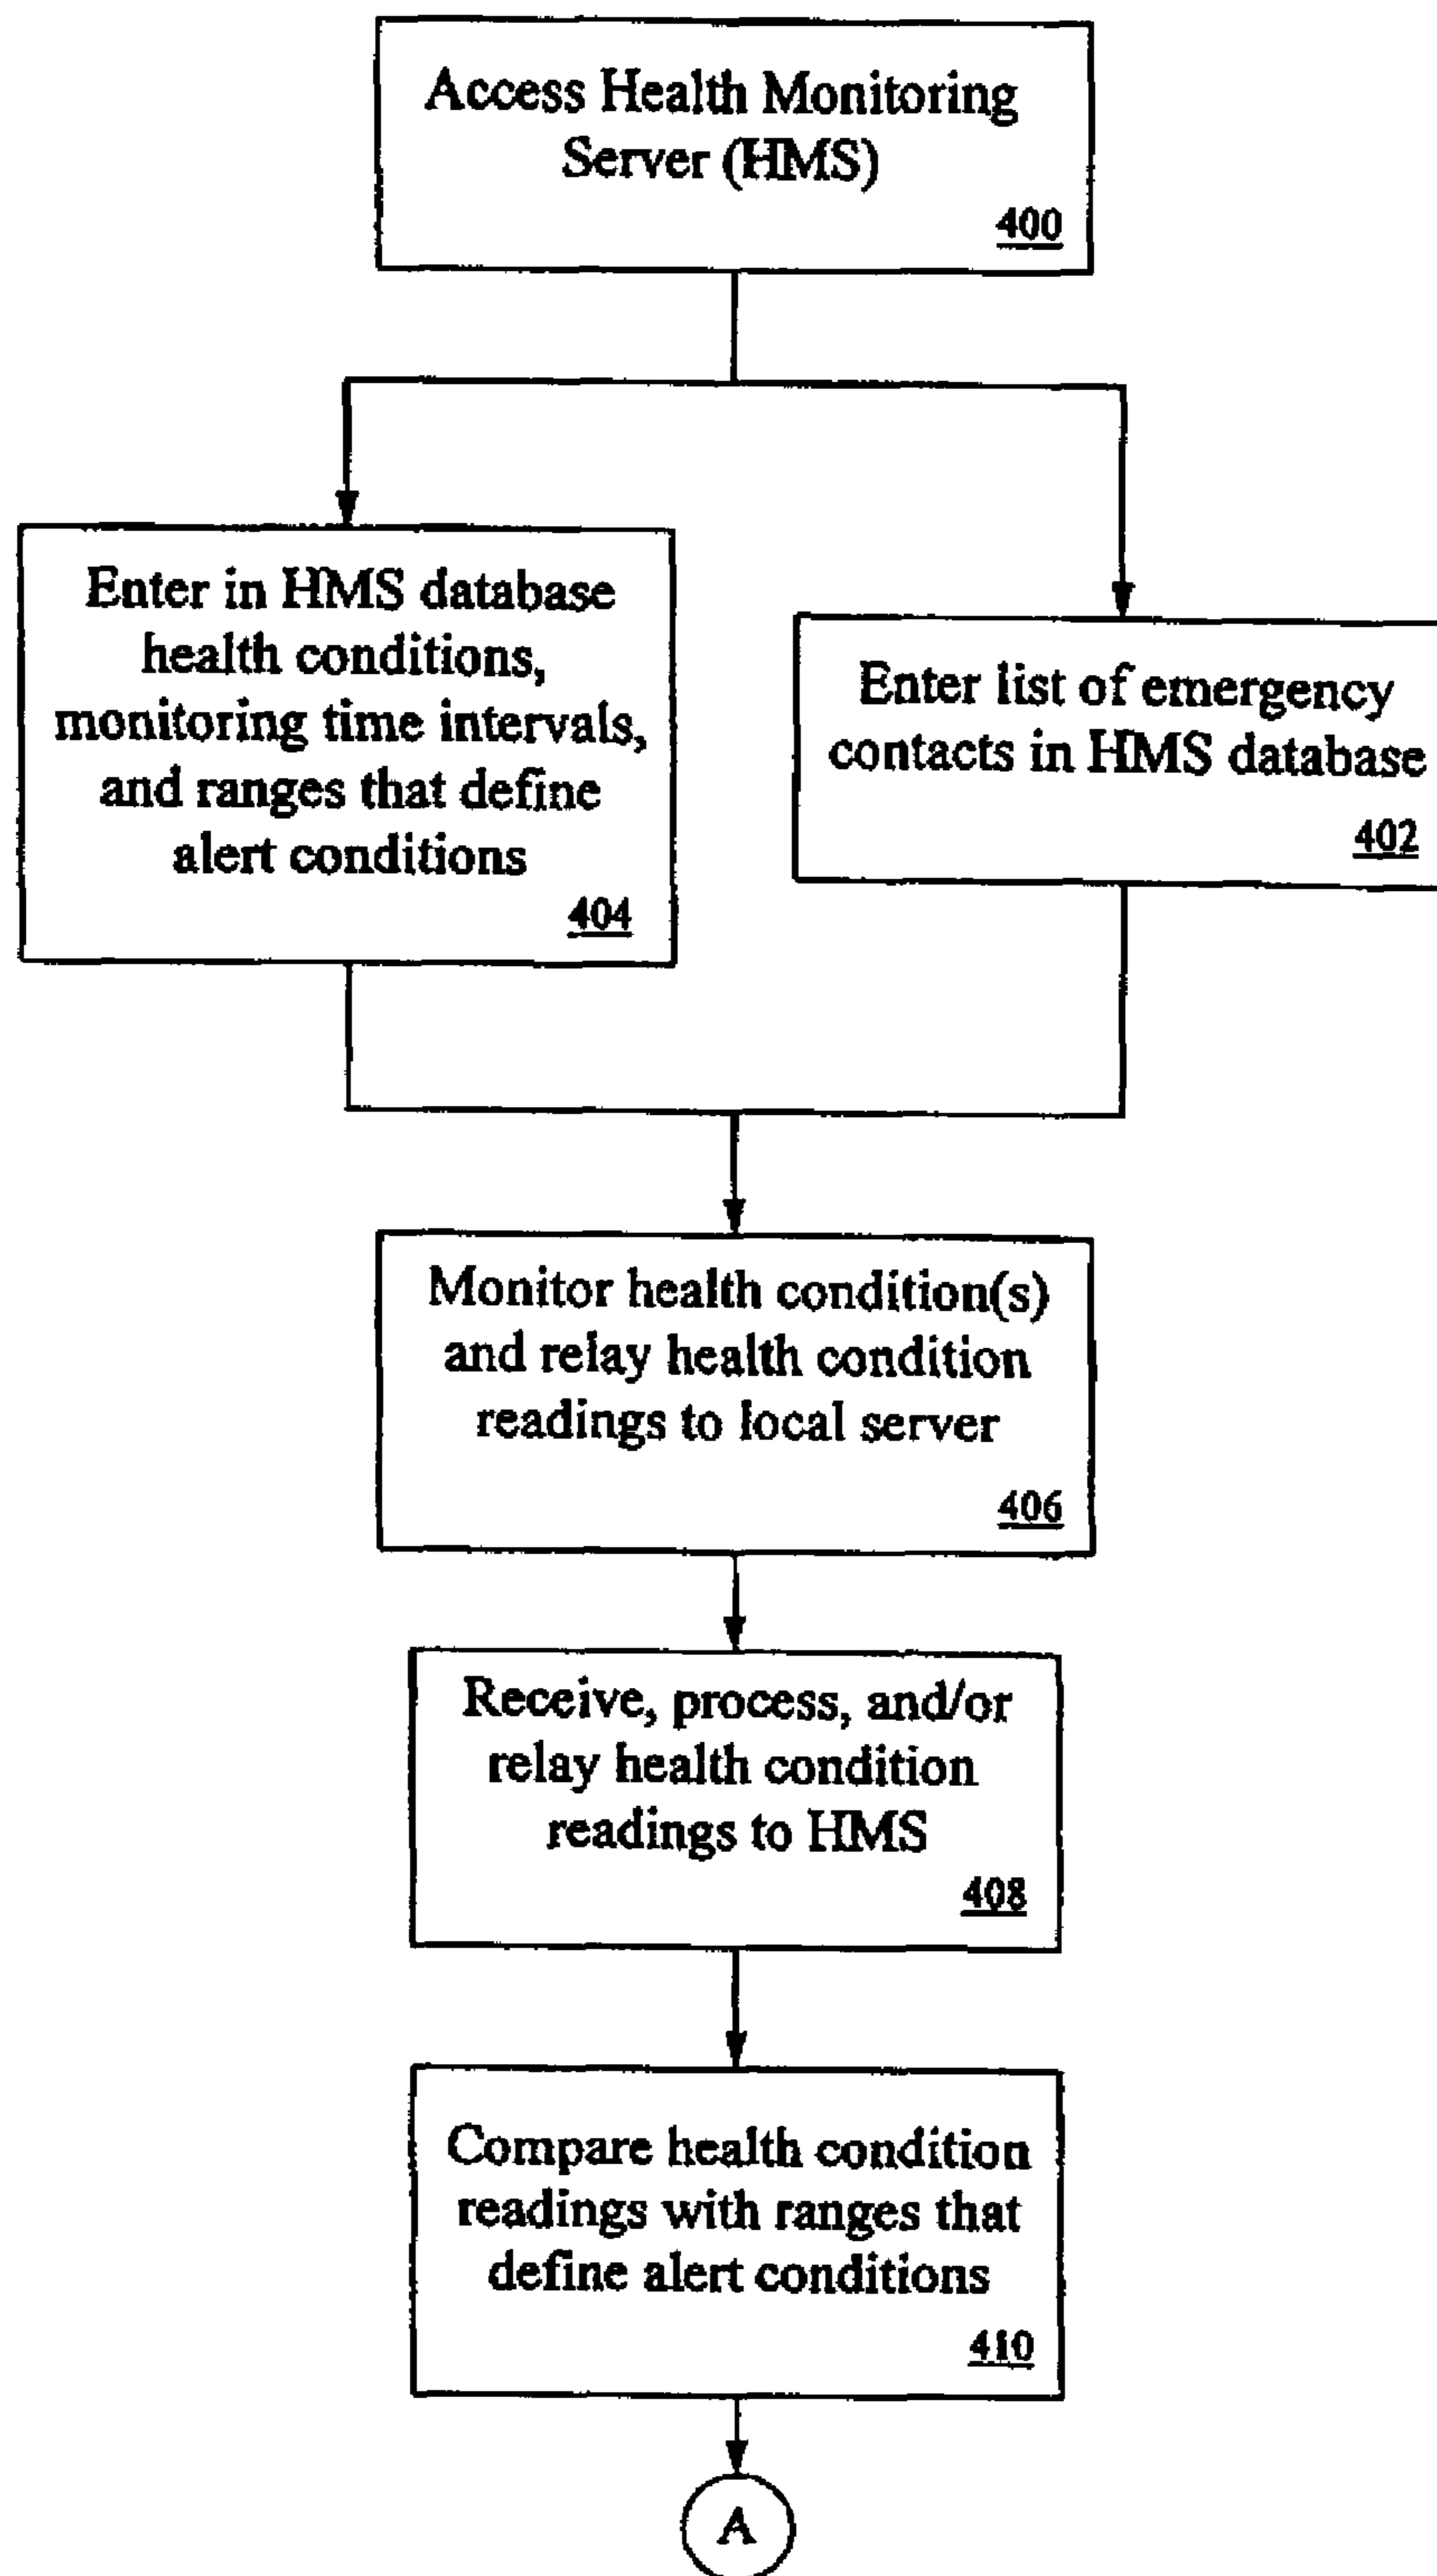 Access Health Monitoring
Server (HMS)
400
Enter in HMS database
health conditions,
monitoring time intervals,
and ranges that define
alert conditions
404
Enter list of emergency
contacts in HMS database
402
Monitor health condition(s)
and relay health condition
readings to local server
406
Receive, process, and/or
relay health condition
readings to HMS
408
Compare health condition
readings with ranges that
define alert conditions
410
A